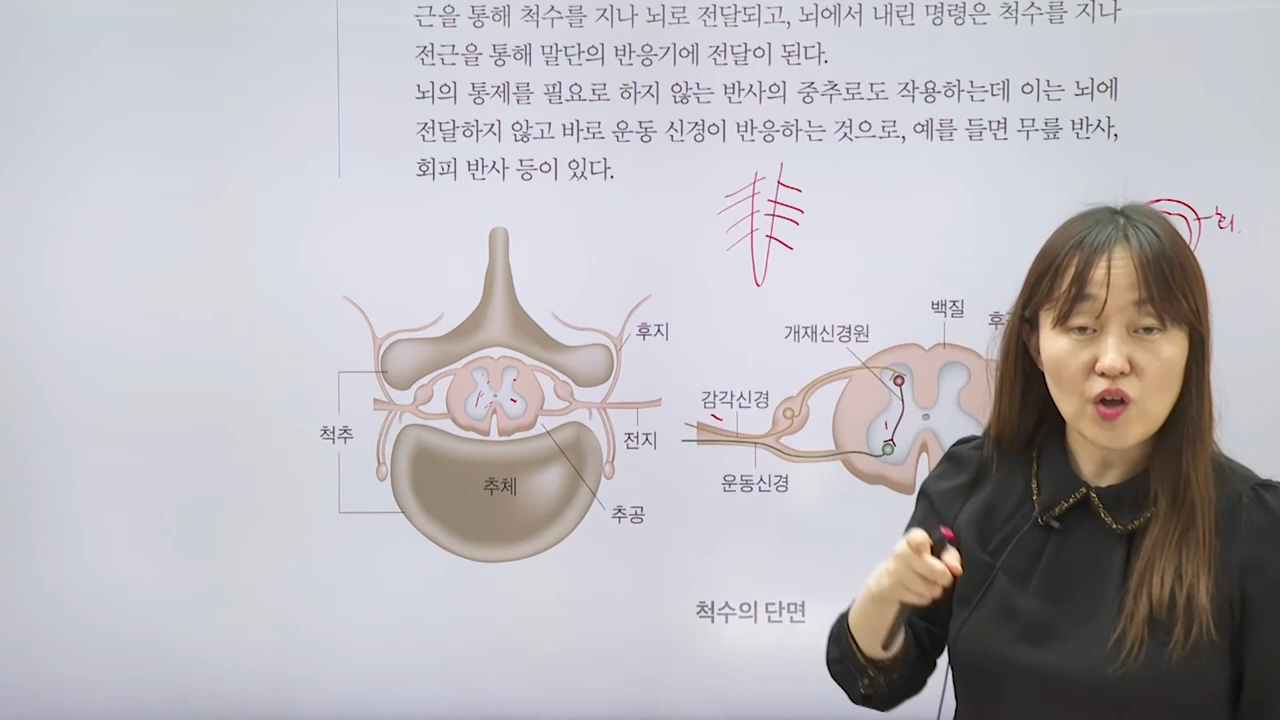 근을 통해 척수를 지나 뇌로 전달되고, 뇌에서 내린 명령은 척수를 지나
전근을 통해 말단의 반응기에 전달이 된다.
뇌의 통제를 필요로 하지 않는 반사의 중추로도 작용하는데 이는 뇌에
전달하지 않고 바로 운동 신경이 반응하는 것으로, 예를 들면 무릎 반사,
회피 반사 등이 있다.
후지
척추
전지
추체
추공
백질
개재신경원
후
감각신경
운동신경
척수의 단면